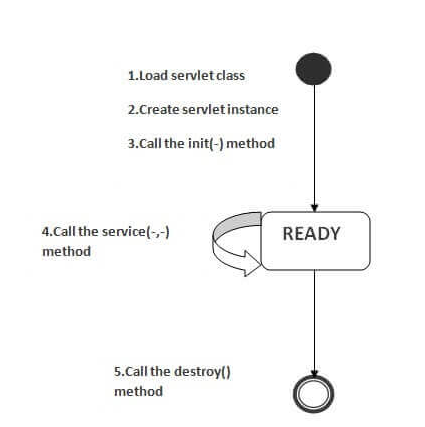 1.Load servlet class
2.Create servlet instance
3.Call the init(-) method
READY
4.Call the service(-,-)
method
5.Call the destroy()
method